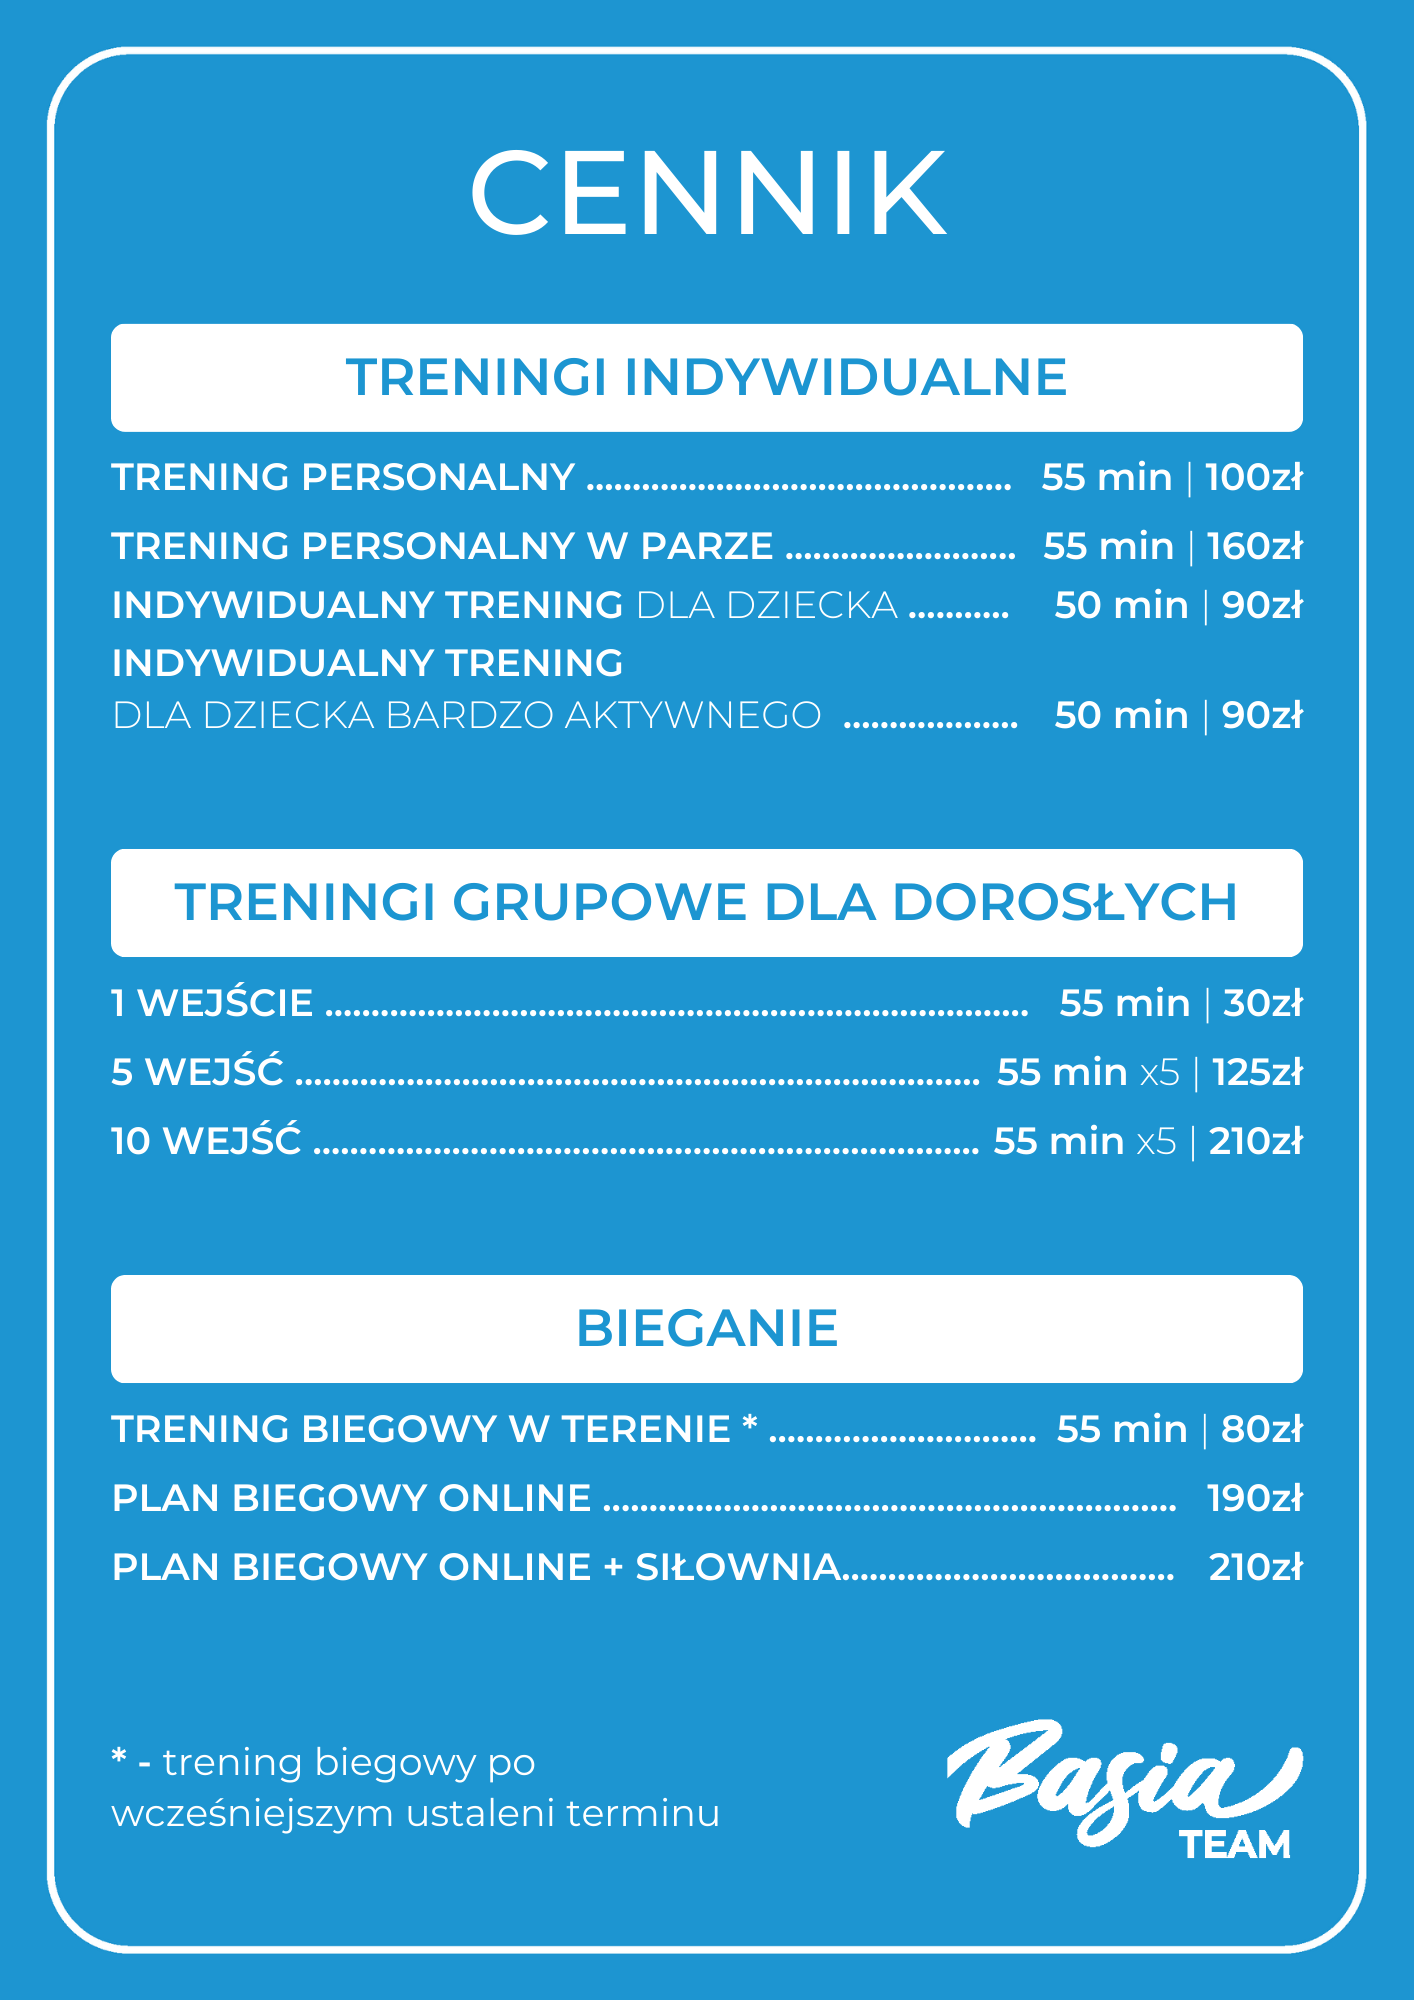 CENNIK
TRENINGI INDYWIDUALNE
TRENING PERSONALNY .............................................. 55 min | 100zł
TRENING PERSONALNY W PARZE ......................... 55 min | 160zł
INDYWIDUALNY TRENING DLA DZIECKA ........... 50 min | 90zł
INDYWIDUALNY TRENING
DLA DZIECKA BARDZO AKTYWNEGO ................... 50 min | 90zł
TRENINGI GRUPOWE DLA DOROSŁYCH
1 WEJŚCIE ............................................................................ 55 min | 30zł
5 WEJŚĆ .......................................................................... 55 min x5 | 125zł
10 WEJŚĆ ........................................................................ 55 min x5 | 210zł
BIEGANIE
TRENING BIEGOWY W TERENIE * ............................. 55 min | 80zł
PLAN BIEGOWY ONLINE .............................................................. 190zł
PLAN BIEGOWY ONLINE + SIŁOWNIA.................................... 210zł
* - trening biegowy po
wcześniejszym ustaleni terminu
Basia
TEAM